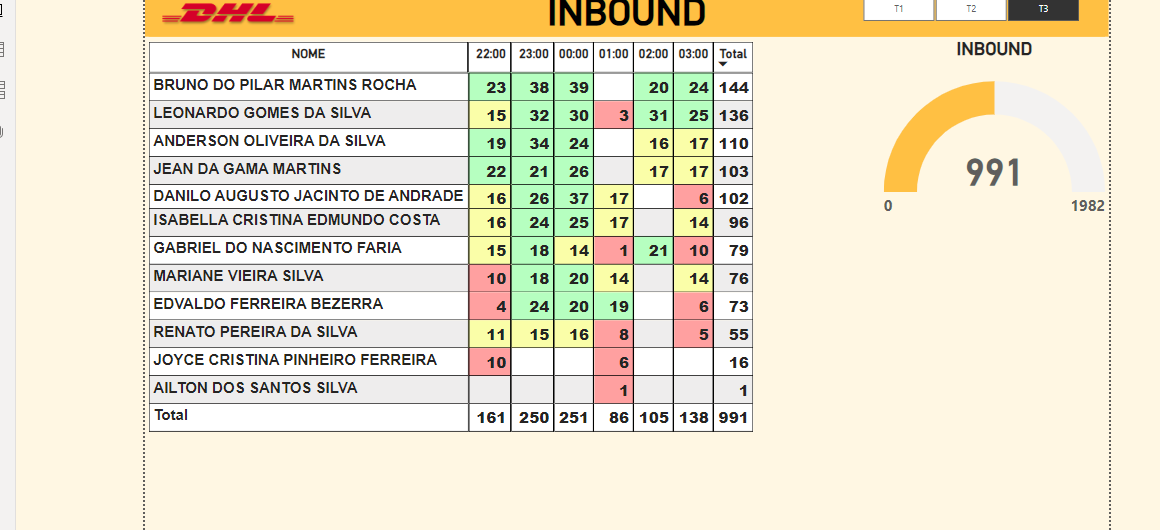 DHL
INBOUND
T1 T2 T3
NOME 22:00 23:00 00:00 01:00 02:00 03:00 Total
BRUNO DO PILAR MARTINS ROCHA 23 38 39 20 24 144
LEONARDO GOMES DA SILVA 15 32 30 3 31 25 136
ANDERSON OLIVEIRA DA SILVA 19 34 24 16 17 110
JEAN DA GAMA MARTINS 22 21 26 17 17 103
DANILO AUGUSTO JACINTO DE ANDRADE 16 26 37 17 6 102
ISABELLA CRISTINA EDMUNDO COSTA 16 24 25 17 14 96
GABRIEL DO NASCIMENTO FARIA 15 18 14 1 21 10 79
MARIANE VIEIRA SILVA 10 18 20 14 14 76
EDVALDO FERREIRA BEZERRA 4 24 20 19 6 73
RENATO PEREIRA DA SILVA 11 15 16 8 5 55
JOYCE CRISTINA PINHEIRO FERREIRA 10 6 16
AILTON DOS SANTOS SILVA 1 1
Total 161 250 251 86 105 138 991
INBOUND
991
0 1982